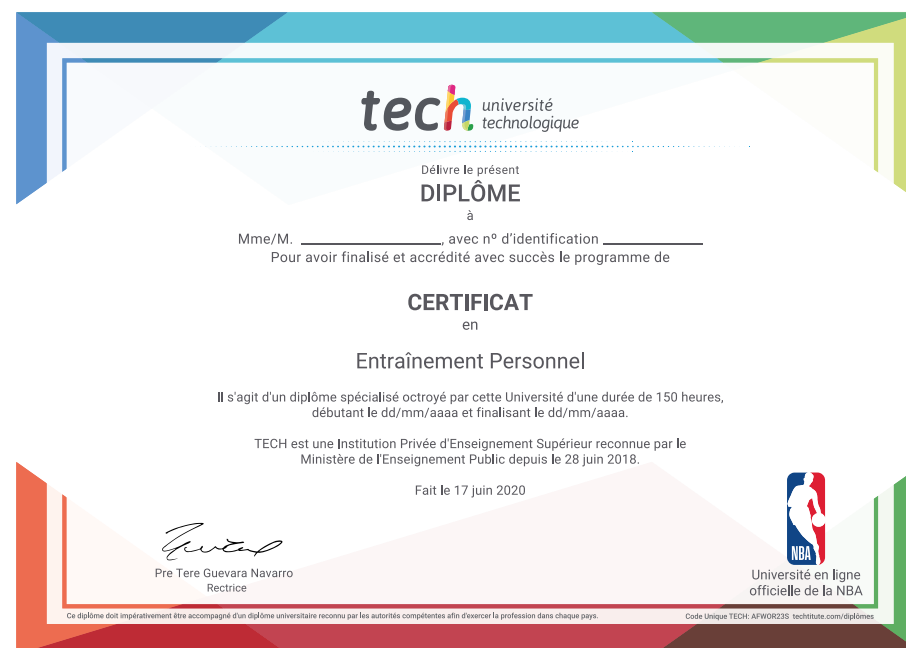 tech université
technologique
Délivre le présent
DIPLÔME
à
Mme/M. ____________________, avec nº d'identification ______________
Pour avoir finalisé et accrédité avec succès le programme de
CERTIFICAT
en
Entraînement Personnel
Il s'agit d'un diplôme spécialisé octroyé par cette Université d'une durée de 150 heures,
débutant le dd/mm/aaaa et finalisant le dd/mm/aaaa.
TECH est une Institution Privée d'Enseignement Supérieur reconnue par le
Ministère de l'Enseignement Public depuis le 28 juin 2018.
Fait le 17 juin 2020
Pre Tere Guevara Navarro
Rectrice
NBA
Université en ligne
officielle de la NBA
Ce diplôme doit impérativement être accompagné d'un diplôme universitaire reconnu par les autorités compétentes afin d'exercer la profession dans chaque pays.
Code Unique TECH: AFWOR23S techtitute.com/diplômes